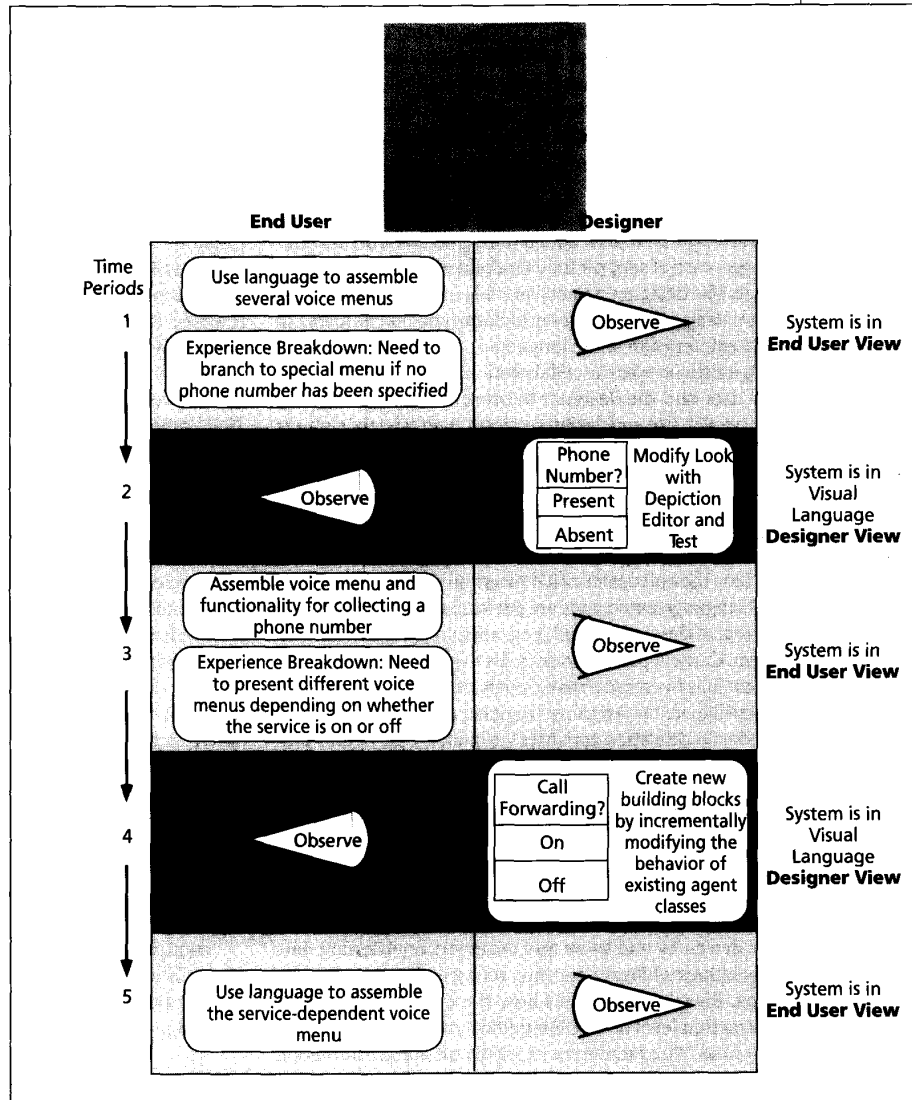 End User
Designer
Time
Periods
1
Use language to assemble
several voice menus
Experience Breakdown: Need to
branch to special menu if no
phone number has been specified
Observe
System is in
End User View
2
Observe
Phone
Number?
Present
Absent
Modify Look
with
Depiction
Editor and
Test
System is in
Visual
Language
Designer View
3
Assemble voice menu and
functionality for collecting a
phone number
Experience Breakdown: Need
to present different voice
menus depending on whether
the service is on or off
Observe
System is in
End User View
4
Observe
Call
Forwarding?
On
Off
Create new
building blocks
by incrementally
modifying the
behavior of
existing agent
classes
System is in
Visual
Language
Designer View
5
Use language to assemble
the service-dependent voice
menu
Observe
System is in
End User View